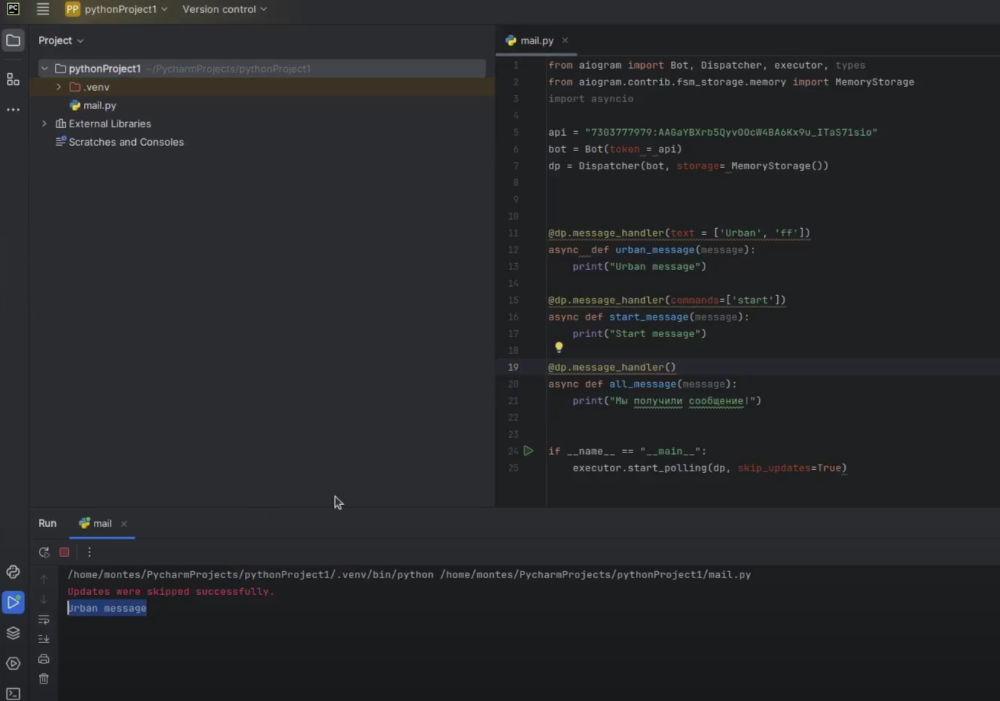 PC
PP pythonProject1 Version control
Project
pythonProject1 ~/PycharmProjects/pythonProject1
.venv
mail.py
External Libraries
Scratches and Consoles
mail.py
1 from aiogram import Bot, Dispatcher, executor, types
2 from aiogram.contrib.fsm_storage.memory import MemoryStorage
3 import asyncio
4
5 api = "7303777979:AAGaYBXrb5QyvOOcW4BA6Kx9u_ITaS71sio"
6 bot = Bot(token = api)
7 dp = Dispatcher(bot, storage= MemoryStorage())
8
9
10
11 @dp.message_handler(text = ['Urban', 'ff'])
12 async  def urban_message(message):
13     print("Urban message")
14
15 @dp.message_handler(commands=['start'])
16 async def start_message(message):
17     print("Start message")
18
19 @dp.message_handler()
20 async def all_message(message):
21     print("Мы получили сообщение!")
22
23
24 if __name__ == "__main__":
25     executor.start_polling(dp, skip_updates=True)
Run mail
/home/montes/PycharmProjects/pythonProject1/.venv/bin/python /home/montes/PycharmProjects/pythonProject1/mail.py
Updates were skipped successfully.
Urban message